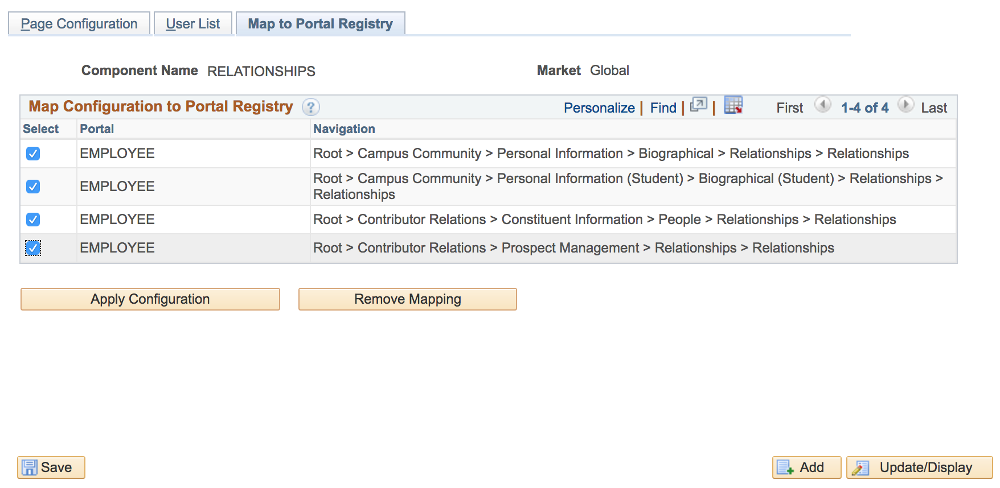 Page Configuration
User List
Map to Portal Registry
Component Name RELATIONSHIPS
Market Global
Map Configuration to Portal Registry ?
Personalize | Find | | First 1-4 of 4 Last
Select Portal Navigation
EMPLOYEE Root > Campus Community > Personal Information > Biographical > Relationships > Relationships
EMPLOYEE Root > Campus Community > Personal Information (Student) > Biographical (Student) > Relationships >
Relationships
EMPLOYEE Root > Contributor Relations > Constituent Information > People > Relationships > Relationships
EMPLOYEE Root > Contributor Relations > Prospect Management > Relationships > Relationships
Apply Configuration
Remove Mapping
Save
Add
Update/Display